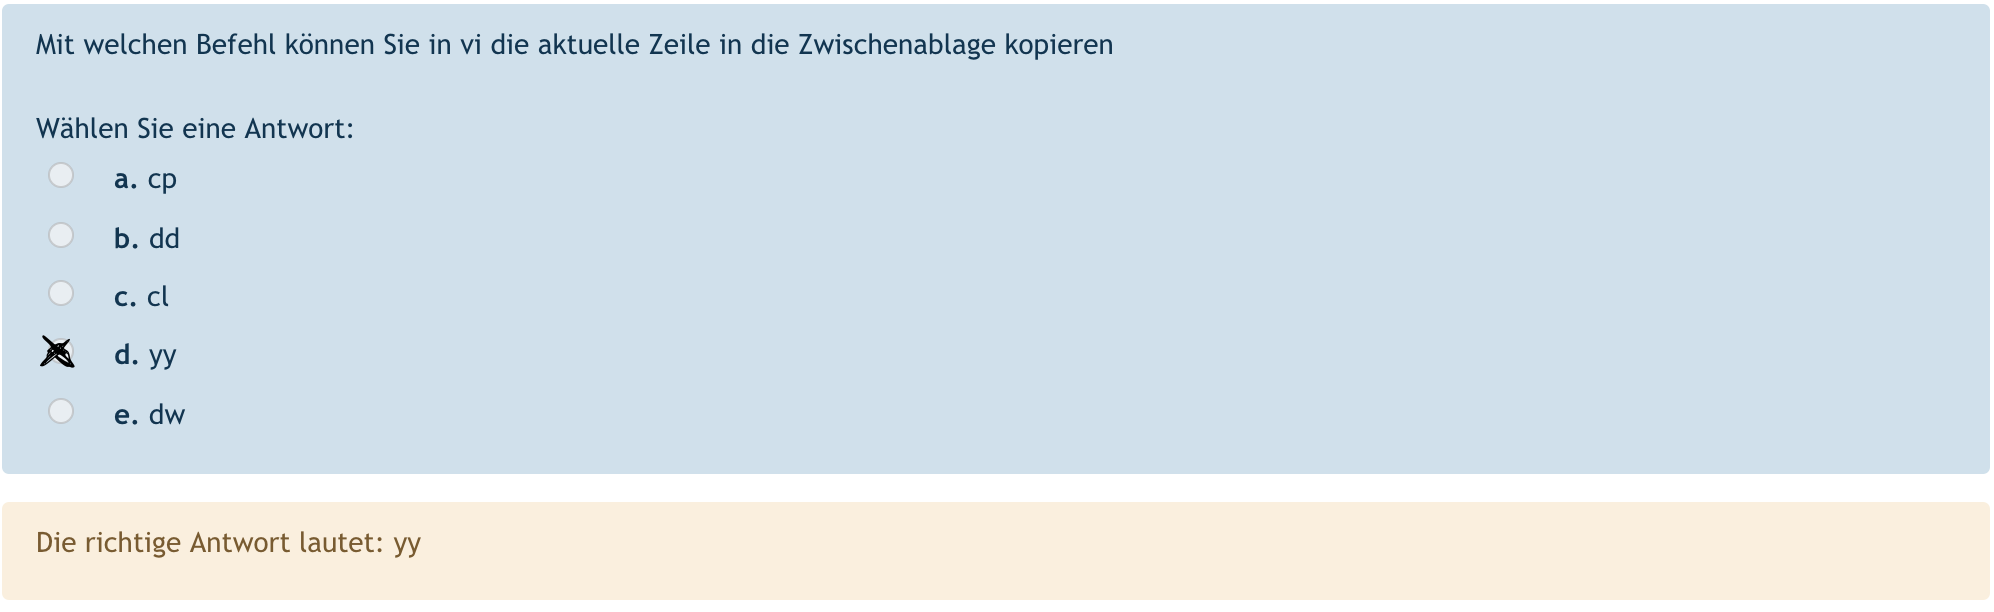 Mit welchen Befehl können Sie in vi die aktuelle Zeile in die Zwischenablage kopieren
Wählen Sie eine Antwort:
a. cp
b. dd
c. cl
d. yy
e. dw
Die richtige Antwort lautet: yy